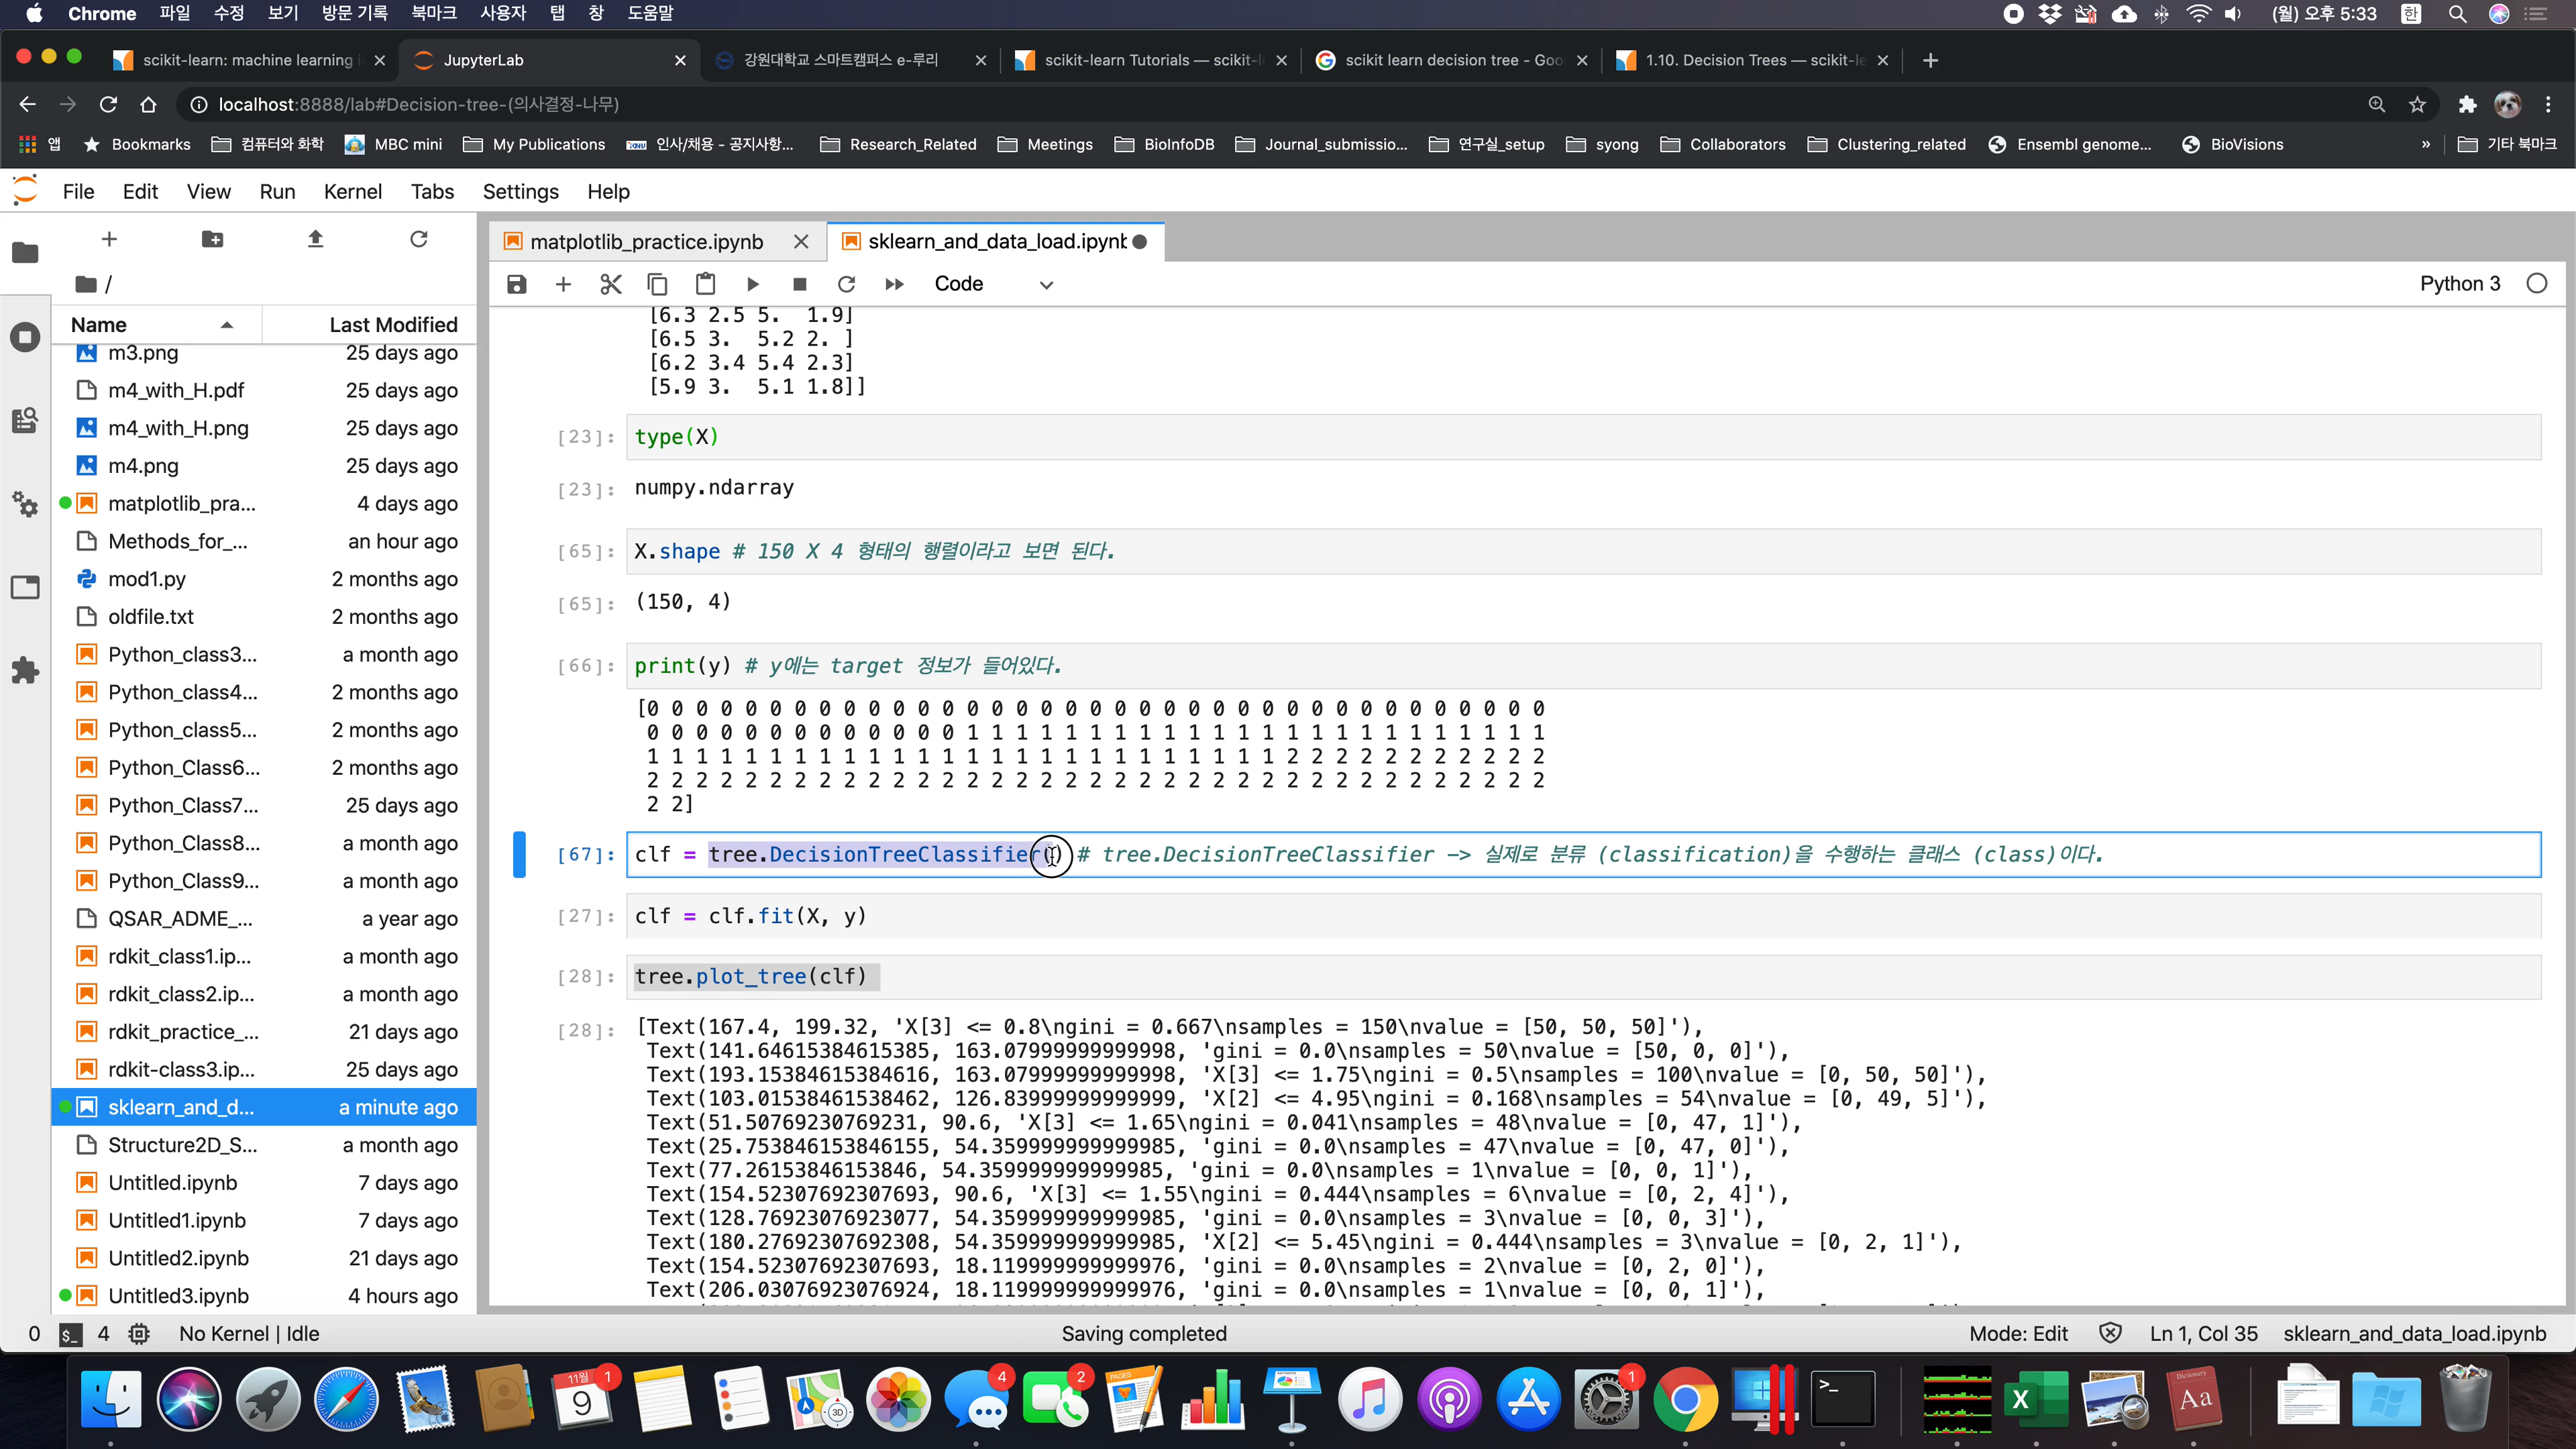 Chrome 파일 수정 보기 방문 기록 북마크 사용자 탭 창 도움말 (월) 오후 5:33 한
scikit-learn: machine learning i JupyterLab 강원대학교 스마트캠퍼스 e-루리 scikit-learn Tutorials — scikit-l scikit learn decision tree - Goo 1.10. Decision Trees — scikit-le
localhost:8888/lab#Decision-tree-(의사결정-나무)
앱 Bookmarks 컴퓨터와 화학 MBC mini My Publications 인사/채용 - 공지사항... Research_Related Meetings BioInfoDB Journal_submissio... 연구실_setup syong Collaborators Clustering_related Ensembl genome... BioVisions » 기타 북마크
File Edit View Run Kernel Tabs Settings Help
matplotlib_practice.ipynb sklearn_and_data_load.ipynb
/
Code Python 3
Name Last Modified
m3.png 25 days ago
m4_with_H.pdf 25 days ago
m4_with_H.png 25 days ago
m4.png 25 days ago
matplotlib_pra... 4 days ago
Methods_for_... an hour ago
mod1.py 2 months ago
oldfile.txt 2 months ago
Python_class3... a month ago
Python_class4... 2 months ago
Python_class5... 2 months ago
Python_Class6... 2 months ago
Python_Class7... 25 days ago
Python_Class8... a month ago
Python_Class9... a month ago
QSAR_ADME_... a year ago
rdkit_class1.ip... a month ago
rdkit_class2.ip... a month ago
rdkit_practice_... 21 days ago
rdkit-class3.ip... 25 days ago
sklearn_and_d... a minute ago
Structure2D_S... a month ago
Untitled.ipynb 7 days ago
Untitled1.ipynb 7 days ago
Untitled2.ipynb 21 days ago
Untitled3.ipynb 4 hours ago
[6.3 2.5 5. 1.9]
[6.5 3. 5.2 2. ]
[6.2 3.4 5.4 2.3]
[5.9 3. 5.1 1.8]]
[23]: type(X)
[23]: numpy.ndarray
[65]: X.shape # 150 X 4 형태의 행렬이라고 보면 된다.
[65]: (150, 4)
[66]: print(y) # y에는 target 정보가 들어있다.
[0 0 0 0 0 0 0 0 0 0 0 0 0 0 0 0 0 0 0 0 0 0 0 0 0 0 0 0 0 0 0 0 0 0 0 0 0
0 0 0 0 0 0 0 0 0 0 0 0 0 1 1 1 1 1 1 1 1 1 1 1 1 1 1 1 1 1 1 1 1 1 1 1 1
1 1 1 1 1 1 1 1 1 1 1 1 1 1 1 1 1 1 1 1 1 1 1 1 1 1 2 2 2 2 2 2 2 2 2 2 2
2 2 2 2 2 2 2 2 2 2 2 2 2 2 2 2 2 2 2 2 2 2 2 2 2 2 2 2 2 2 2 2 2 2 2 2 2
2 2]
[67]: clf = tree.DecisionTreeClassifier() # tree.DecisionTreeClassifier -> 실제로 분류 (classification)을 수행하는 클래스 (class)이다.
[27]: clf = clf.fit(X, y)
[28]: tree.plot_tree(clf)
[28]: [Text(167.4, 199.32, 'X[3] <= 0.8\ngini = 0.667\nsamples = 150\nvalue = [50, 50, 50]'),
Text(141.64615384615385, 163.07999999999998, 'gini = 0.0\nsamples = 50\nvalue = [50, 0, 0]'),
Text(193.15384615384616, 163.07999999999998, 'X[3] <= 1.75\ngini = 0.5\nsamples = 100\nvalue = [0, 50, 50]'),
Text(103.01538461538462, 126.839999999999, 'X[2] <= 4.95\ngini = 0.168\nsamples = 54\nvalue = [0, 49, 5]'),
Text(51.50769230769231, 90.6, 'X[3] <= 1.65\ngini = 0.041\nsamples = 48\nvalue = [0, 47, 1]'),
Text(25.753846153846155, 54.359999999999985, 'gini = 0.0\nsamples = 47\nvalue = [0, 47, 0]'),
Text(77.26153846153846, 54.359999999999985, 'gini = 0.0\nsamples = 1\nvalue = [0, 0, 1]'),
Text(154.52307692307693, 90.6, 'X[3] <= 1.55\ngini = 0.444\nsamples = 6\nvalue = [0, 2, 4]'),
Text(128.76923076923077, 54.359999999999985, 'gini = 0.0\nsamples = 3\nvalue = [0, 0, 3]'),
Text(180.27692307692308, 54.359999999999985, 'X[2] <= 5.45\ngini = 0.444\nsamples = 3\nvalue = [0, 2, 1]'),
Text(154.52307692307693, 18.119999999999976, 'gini = 0.0\nsamples = 2\nvalue = [0, 2, 0]'),
Text(206.03076923076924, 18.119999999999976, 'gini = 0.0\nsamples = 1\nvalue = [0, 0, 1]'),
0 4 No Kernel | Idle Saving completed Mode: Edit Ln 1, Col 35 sklearn_and_data_load.ipynb
11월 9 1 4 2 PAGES 3D 1 >_ X Dictionary Aa